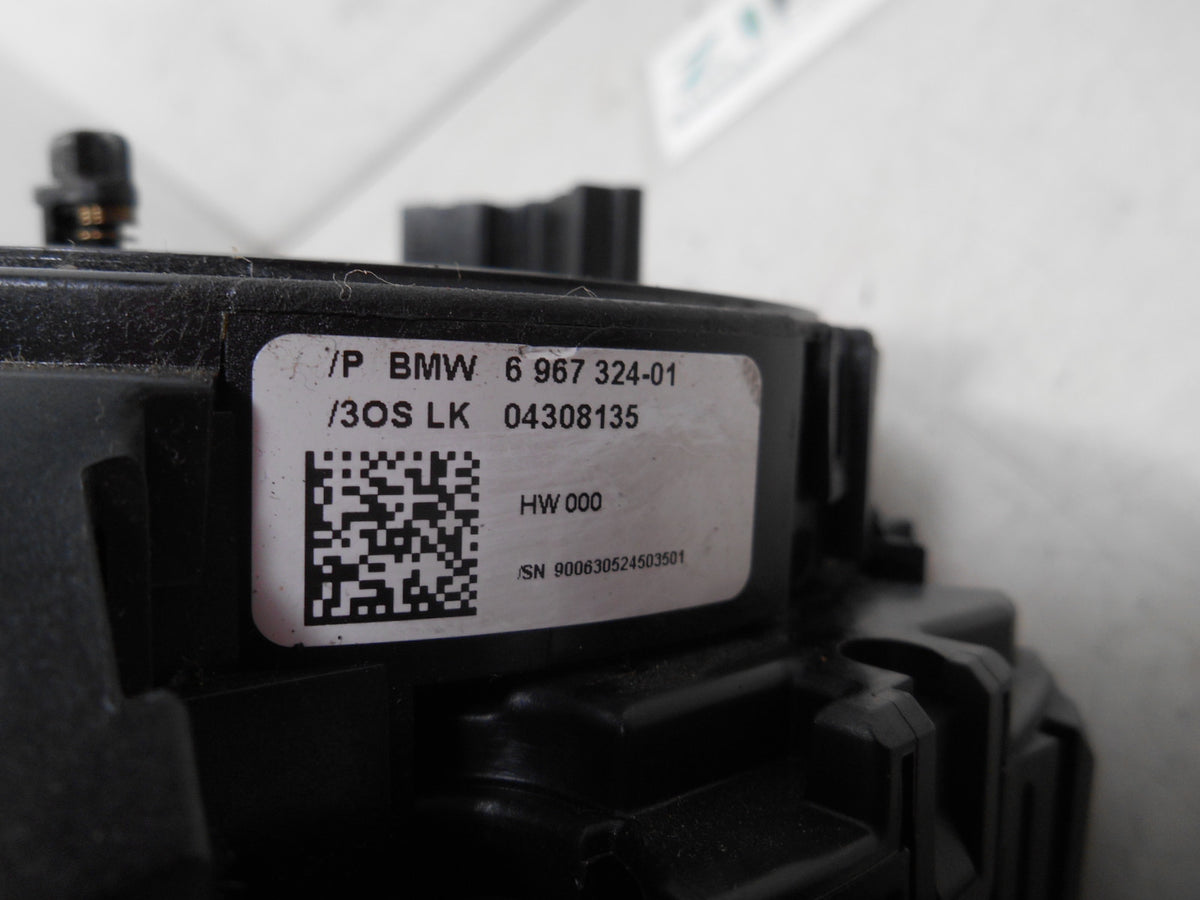 /P BMW 6 967 324-01
/3OS LK 04308135
HW 000
/SN 900630524503501